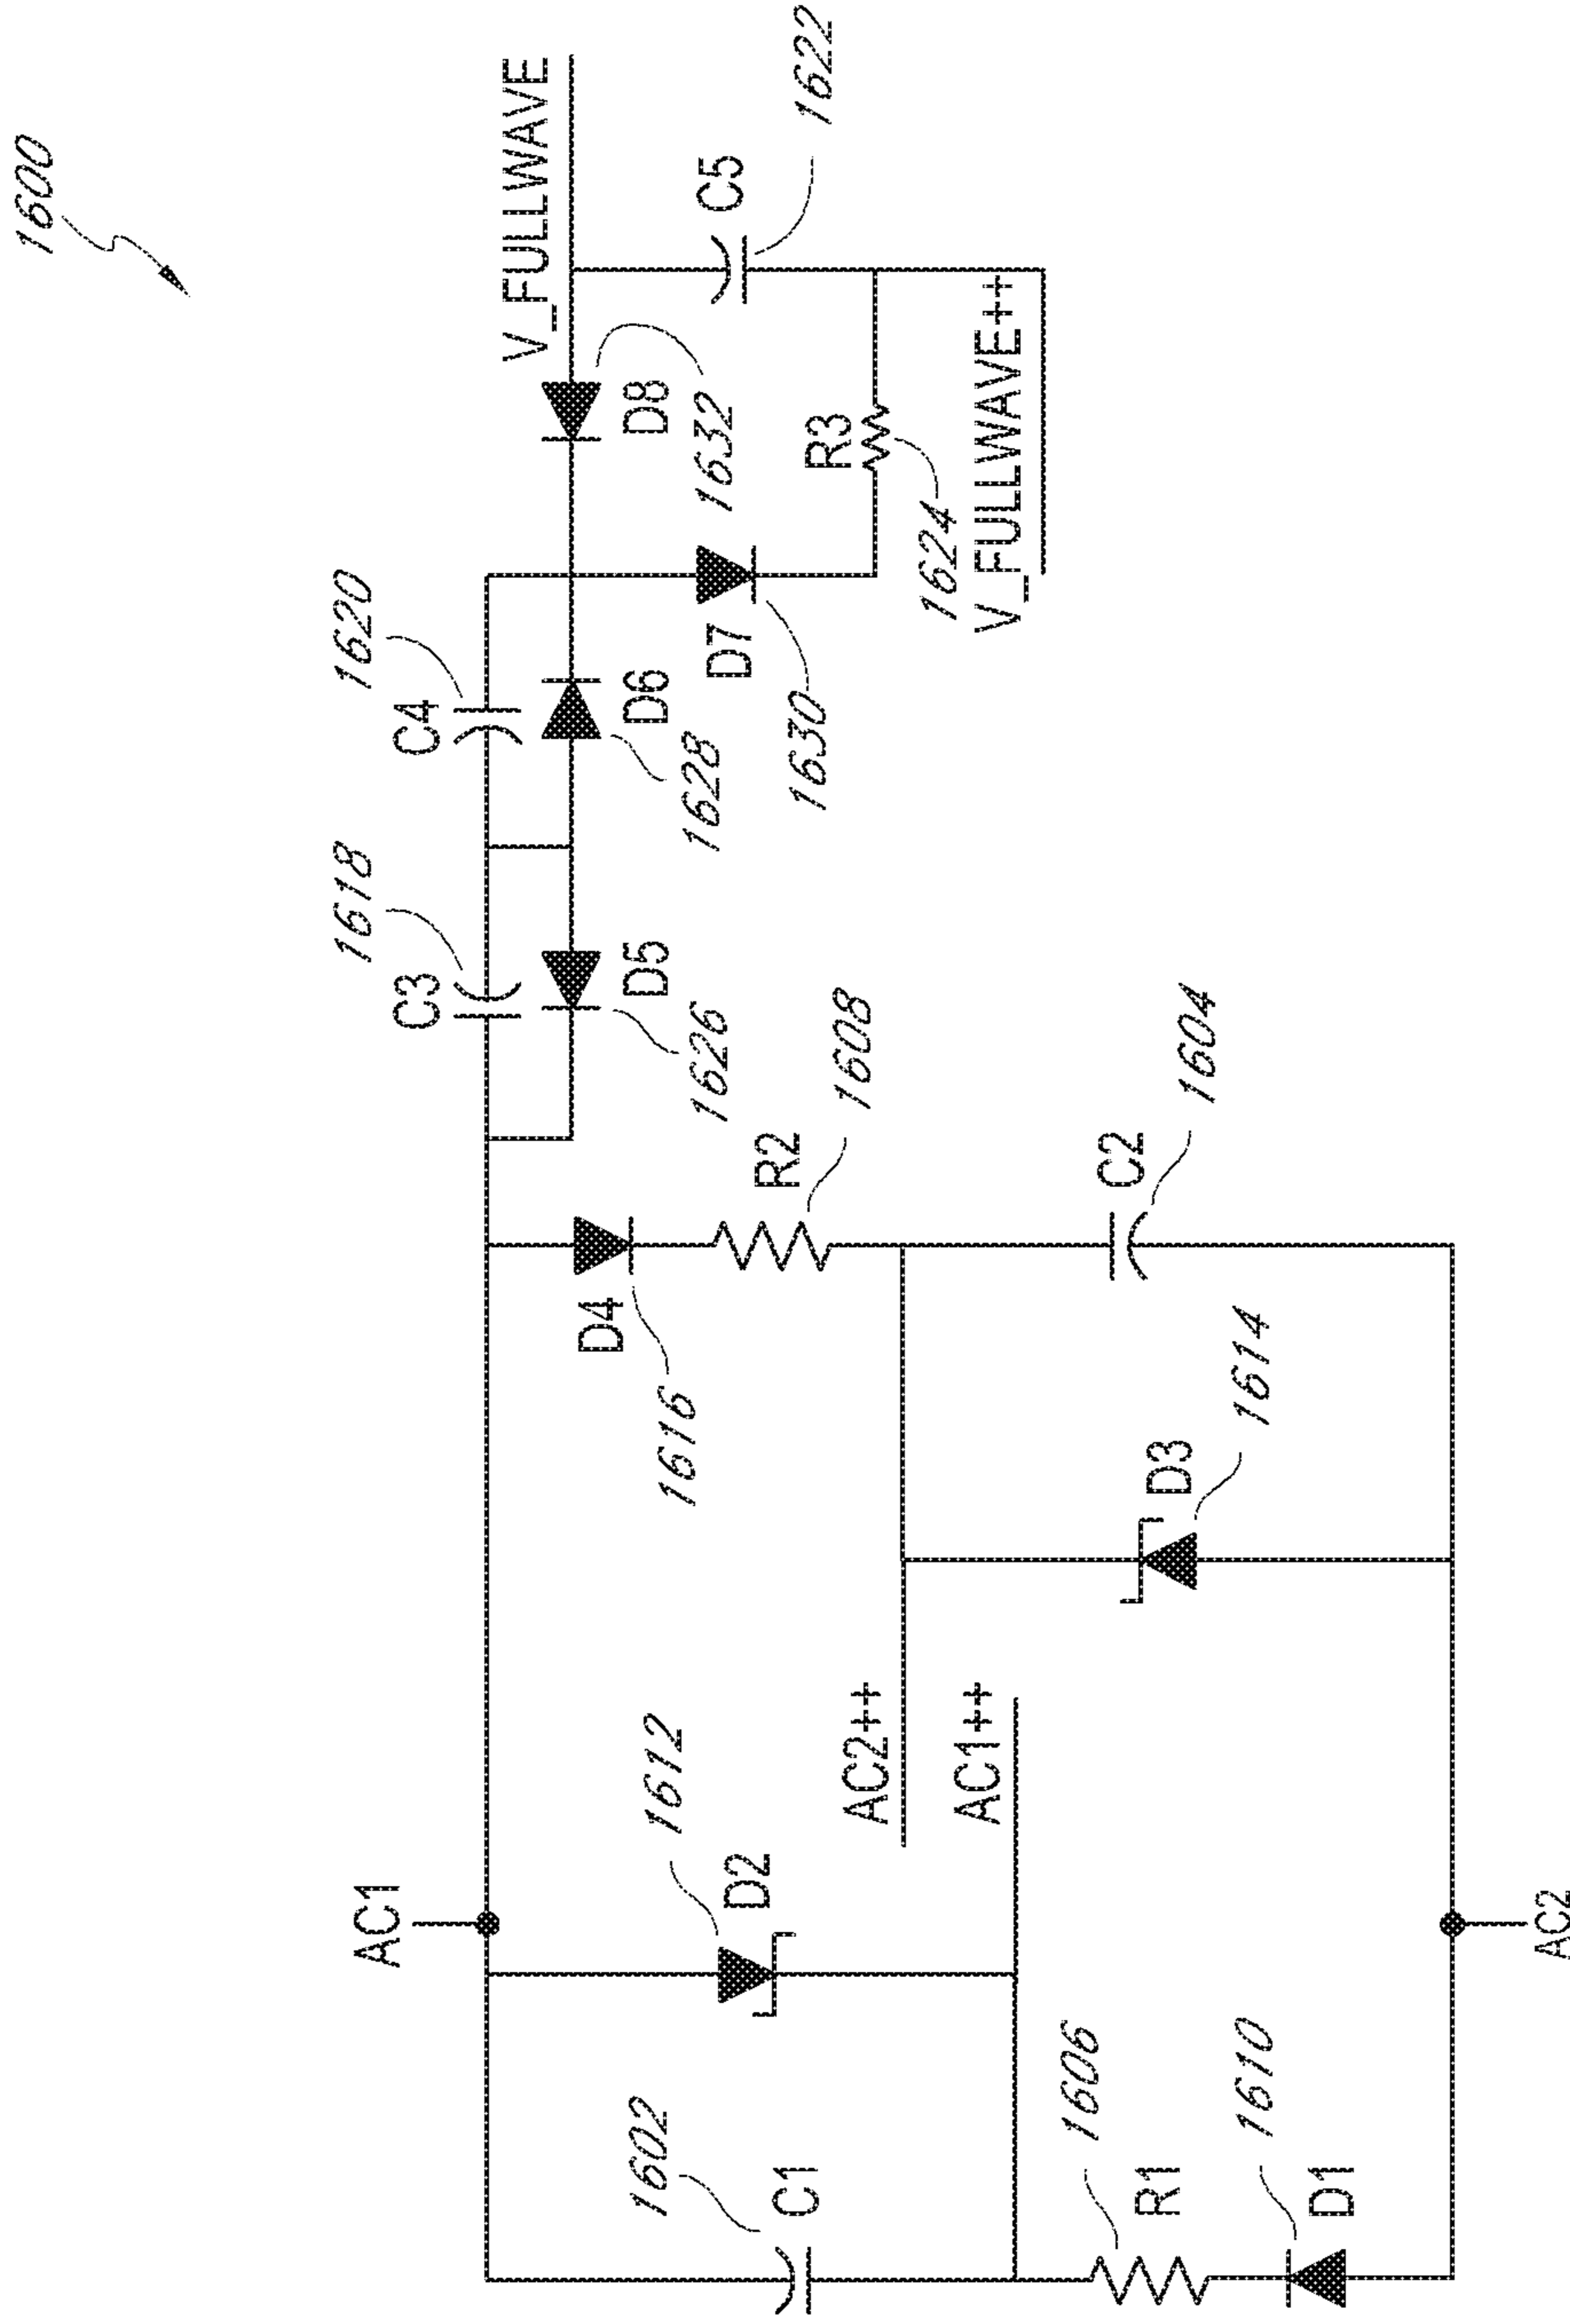 1600
V_FULLWAVE
1622
C5
D8
1632
R3
1624
V_FULLWAVE++
1620
C4
D6
1628
D7
1630
1618
C3
D5
1626
1608
R2
1604
C2
D4
1616
1614
D3
AC2++
AC1++
1612
D2
AC1
AC2
1602
C1
1606
R1
1610
D1